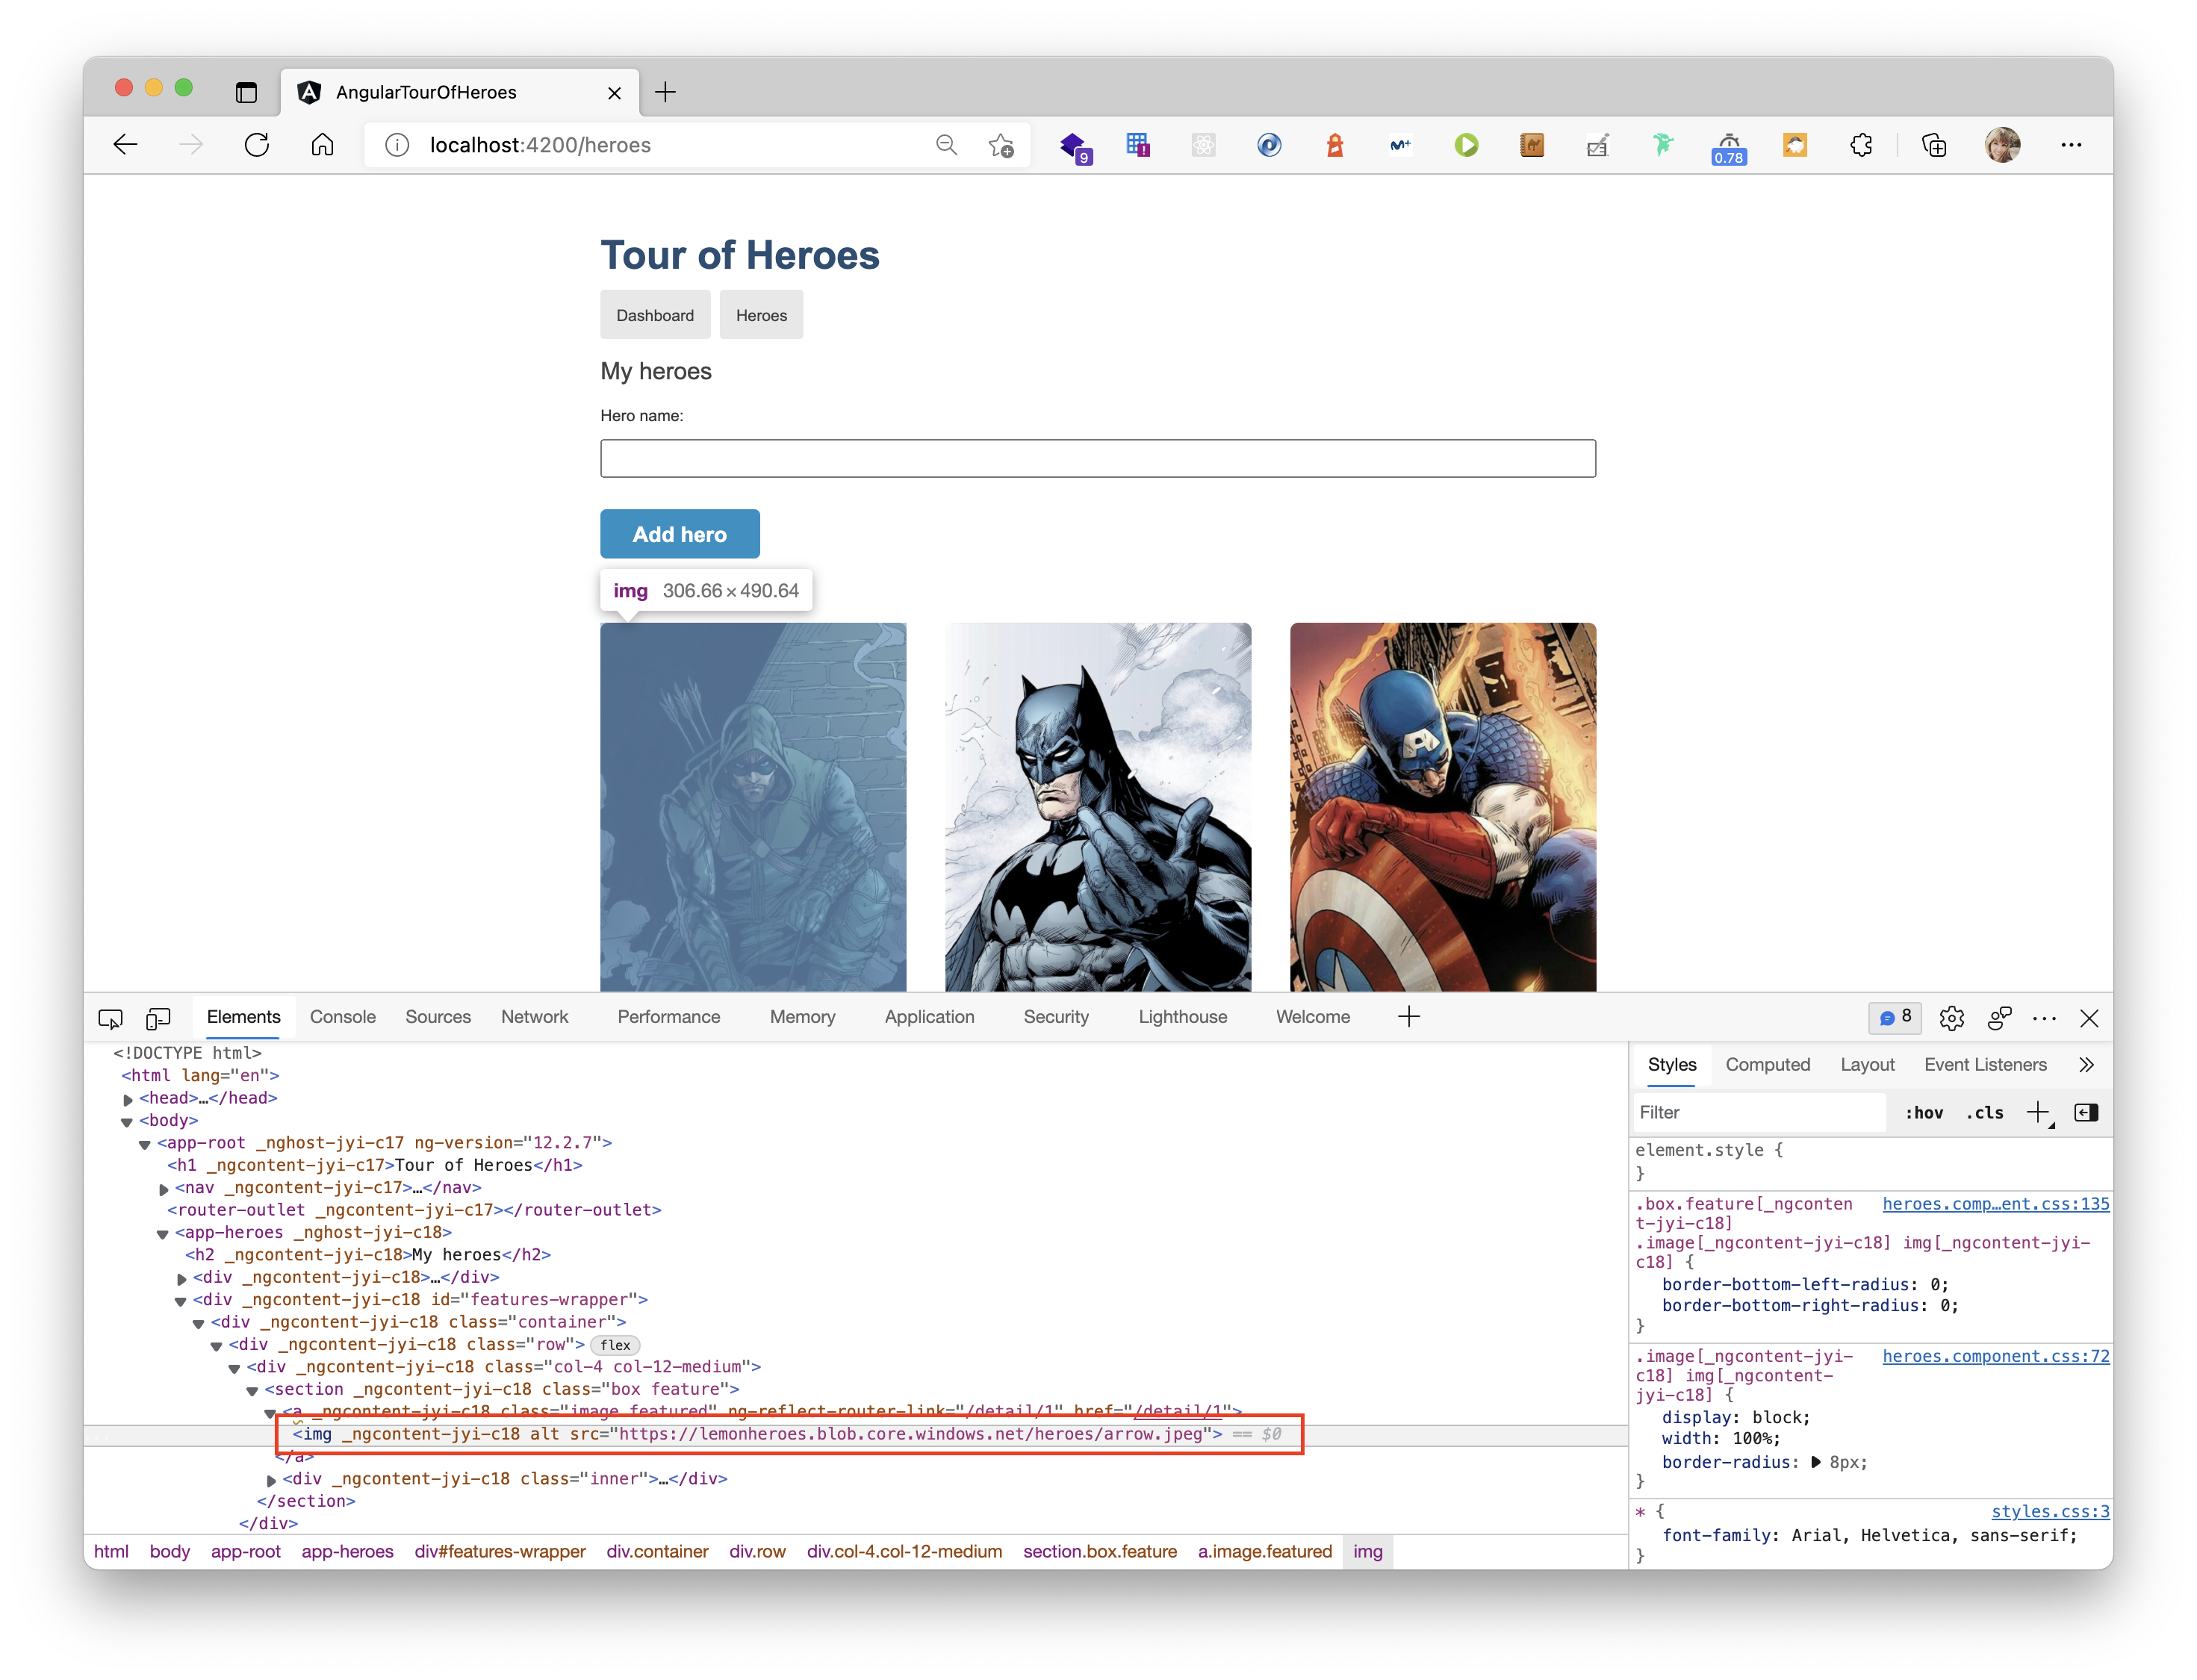 AngularTourOfHeroes
localhost:4200/heroes
9
!
M+
0.78
Tour of Heroes
Dashboard Heroes
My heroes
Hero name:
Add hero
img 306.66×490.64
Elements Console Sources Network Performance Memory Application Security Lighthouse Welcome 8
<!DOCTYPE html>
<html lang="en">
<head>…</head>
<body>
<app-root _nghost-jyi-c17 ng-version="12.2.7">
<h1 _ngcontent-jyi-c17>Tour of Heroes</h1>
<nav _ngcontent-jyi-c17>…</nav>
<router-outlet _ngcontent-jyi-c17></router-outlet>
<app-heroes _nghost-jyi-c18>
<h2 _ngcontent-jyi-c18>My heroes</h2>
<div _ngcontent-jyi-c18>…</div>
<div _ngcontent-jyi-c18 id="features-wrapper">
<div _ngcontent-jyi-c18 class="container">
<div _ngcontent-jyi-c18 class="row"> flex
<div _ngcontent-jyi-c18 class="col-4 col-12-medium">
<section _ngcontent-jyi-c18 class="box feature">
<a _ngcontent-jyi-c18 class="image featured" ng-reflect-router-link="/detail/1" href="/detail/1">
<img _ngcontent-jyi-c18 alt src="https://lemonheroes.blob.core.windows.net/heroes/arrow.jpeg"> == $0
</a>
<div _ngcontent-jyi-c18 class="inner">…</div>
</section>
</div>
html body app-root app-heroes div#features-wrapper div.container div.row div.col-4.col-12-medium section.box.feature a.image.featured img
Styles Computed Layout Event Listeners
Filter :hov .cls
element.style {
}
.box.feature[_ngconten heroes.comp…ent.css:135
t-jyi-c18]
.image[_ngcontent-jyi-c18] img[_ngcontent-jyi-
c18] {
border-bottom-left-radius: 0;
border-bottom-right-radius: 0;
}
.image[_ngcontent-jyi- heroes.component.css:72
c18] img[_ngcontent-
jyi-c18] {
display: block;
width: 100%;
border-radius: 8px;
}
* { styles.css:3
font-family: Arial, Helvetica, sans-serif;
}